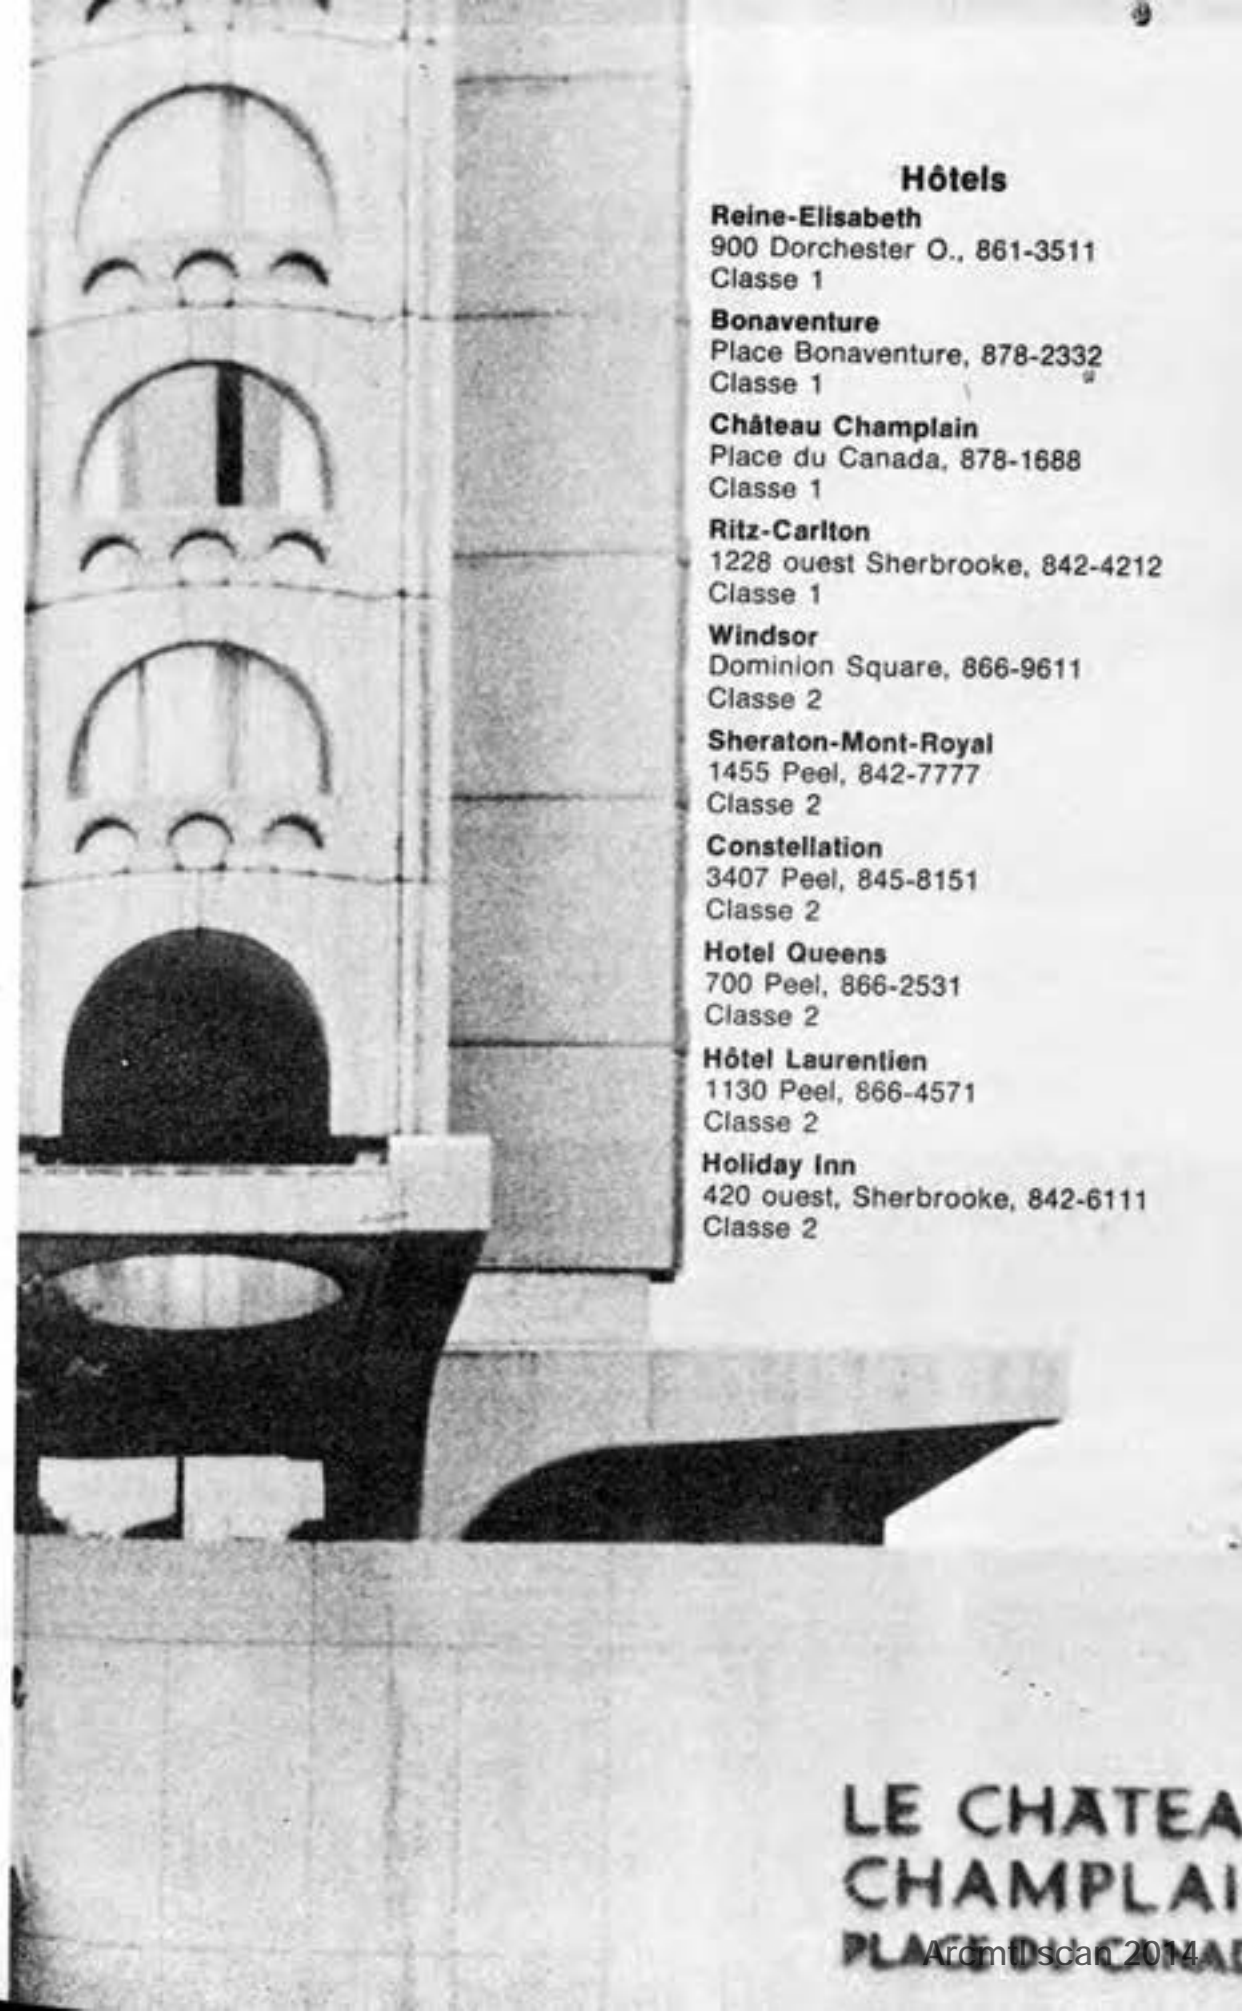 Hôtels
Reine-Elisabeth
900 Dorchester O., 861-3511
Classe 1
Bonaventure
Place Bonaventure, 878-2332
Classe 1
Château Champlain
Place du Canada, 878-1688
Classe 1
Ritz-Carlton
1228 ouest Sherbrooke, 842-4212
Classe 1
Windsor
Dominion Square, 866-9611
Classe 2
Sheraton-Mont-Royal
1455 Peel, 842-7777
Classe 2
Constellation
3407 Peel, 845-8151
Classe 2
Hotel Queens
700 Peel, 866-2531
Classe 2
Hôtel Laurentien
1130 Peel, 866-4571
Classe 2
Holiday Inn
420 ouest, Sherbrooke, 842-6111
Classe 2
LE CHATEA
CHAMPLAI
PLACE DU CANAD
Arcmtl scan 2014